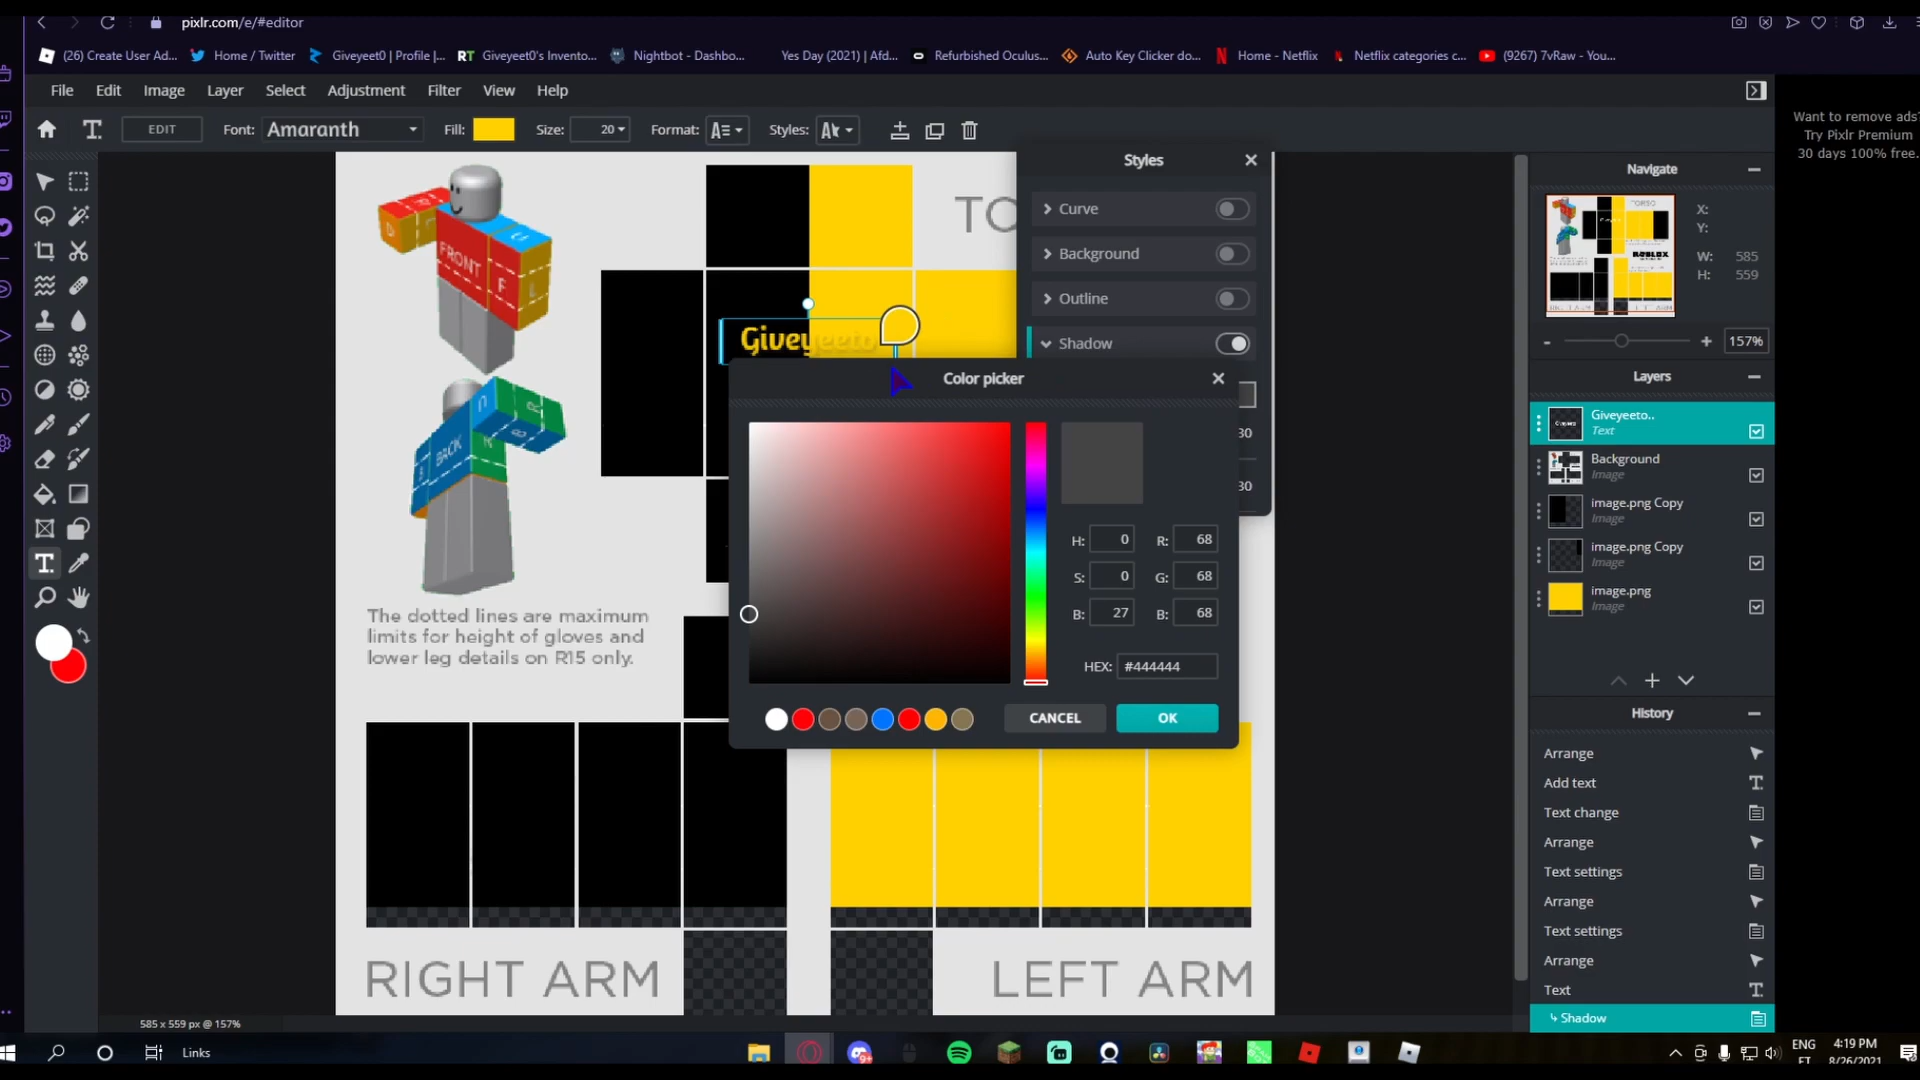 pixlr.com/e/#editor
(26) Create User Ad...
Home / Twitter
Giveyeet0 | Profile |...
RT Giveyeet0's Invento...
Nightbot - Dashbo...
Yes Day (2021) | Afd...
Refurbished Oculus...
Auto Key Clicker do...
Home - Netflix
Netflix categories c...
(9267) 7vRaw - You...
File Edit Image Layer Select Adjustment Filter View Help
EDIT Font: Amaranth Fill: Size: 20 Format: Styles:
Want to remove ads?
Try Pixlr Premium
30 days 100% free.
FRONT F L
BACK R
TO
Giveyeeto
The dotted lines are maximum
limits for height of gloves and
lower leg details on R15 only.
RIGHT ARM
LEFT ARM
Styles
Curve
Background
Outline
Shadow
30
30
Color picker
H: 0 R: 68
S: 0 G: 68
B: 27 B: 68
HEX: #444444
CANCEL OK
Navigate
TORSO
ROBLOX
X:
Y:
W: 585
H: 559
- + 157%
Layers
Giveyeeto..
Text
Background
Image
image.png Copy
Image
image.png Copy
Image
image.png
Image
History
Arrange
Add text
Text change
Arrange
Text settings
Arrange
Text settings
Arrange
Text
Shadow
585 x 559 px @ 157%
Links
ENG
4:19 PM
8/26/2021